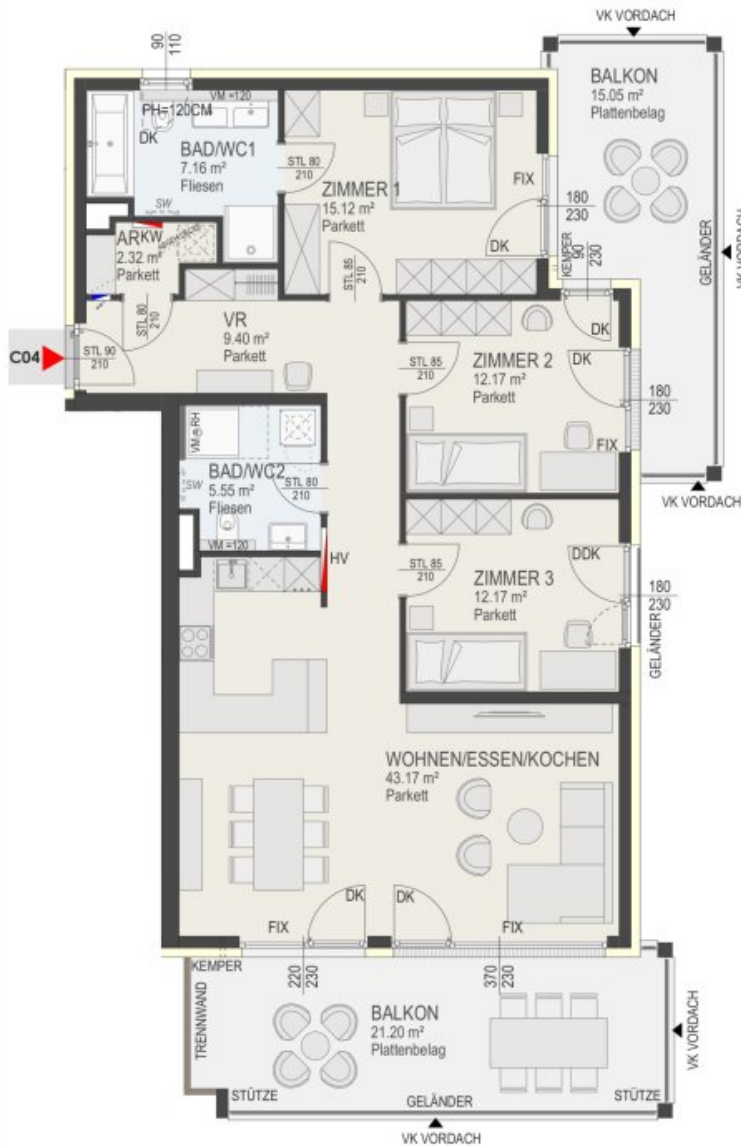 VK VORDACH
90
110
BALKON
15.05 m²
Plattenbelag
VM =120
PH=120CM
DK
BAD/WC1
7.16 m²
Fliesen
STL 80
210
ZIMMER 1
15.12 m²
Parkett
FIX
180
230
DK
GELÄNDER
VK VORDACH
SW
KEMPER
90
230
AR
KW
2.32 m²
Parkett
STL 85
210
STL 80
210
VR
9.40 m²
Parkett
DK
C04
STL 90
210
STL 85
210
ZIMMER 2
12.17 m²
Parkett
DK
180
230
FIX
VM@RH
BAD/WC2
5.55 m²
Fliesen
SW
STL 80
210
VM =120
VK VORDACH
HV
STL 85
210
ZIMMER 3
12.17 m²
Parkett
DDK
180
230
GELÄNDER
WOHNEN/ESSEN/KOCHEN
43.17 m²
Parkett
DK
DK
FIX
FIX
KEMPER
220
230
370
230
TRENNWAND
BALKON
21.20 m²
Plattenbelag
VK VORDACH
STÜTZE
GELÄNDER
STÜTZE
VK VORDACH